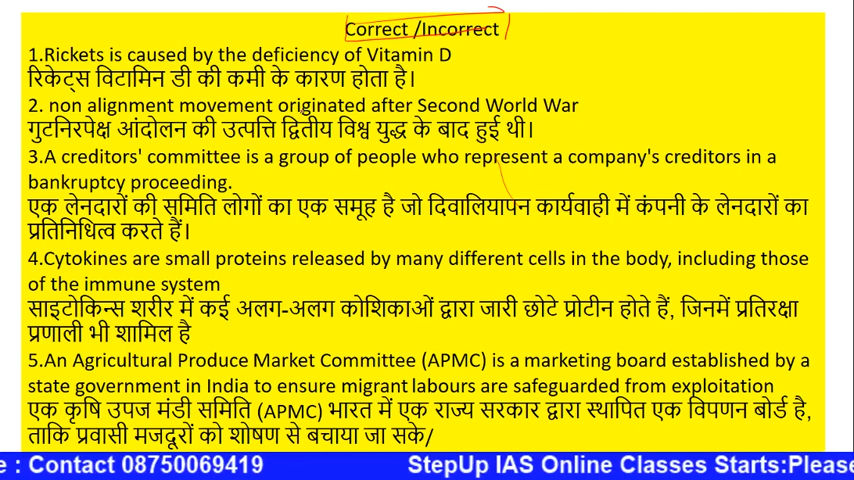 Correct /Incorrect
1.Rickets is caused by the deficiency of Vitamin D
रिकेट्स विटामिन डी की कमी के कारण होता है।
2. non alignment movement originated after Second World War
गुटनिरपेक्ष आंदोलन की उत्पत्ति द्वितीय विश्व युद्ध के बाद हुई थी।
3.A creditors' committee is a group of people who represent a company's creditors in a
bankruptcy proceeding.
एक लेनदारों की समिति लोगों का एक समूह है जो दिवालियापन कार्यवाही में कंपनी के लेनदारों का
प्रतिनिधित्व करते हैं।
4.Cytokines are small proteins released by many different cells in the body, including those
of the immune system
साइटोकिन्स शरीर में कई अलग-अलग कोशिकाओं द्वारा जारी छोटे प्रोटीन होते हैं, जिनमें प्रतिरक्षा
प्रणाली भी शामिल है
5.An Agricultural Produce Market Committee (APMC) is a marketing board established by a
state government in India to ensure migrant labours are safeguarded from exploitation
एक कृषि उपज मंडी समिति (APMC) भारत में एक राज्य सरकार द्वारा स्थापित एक विपणन बोर्ड है,
ताकि प्रवासी मजदूरों को शोषण से बचाया जा सके/
e : Contact 08750069419 StepUp IAS Online Classes Starts:Please